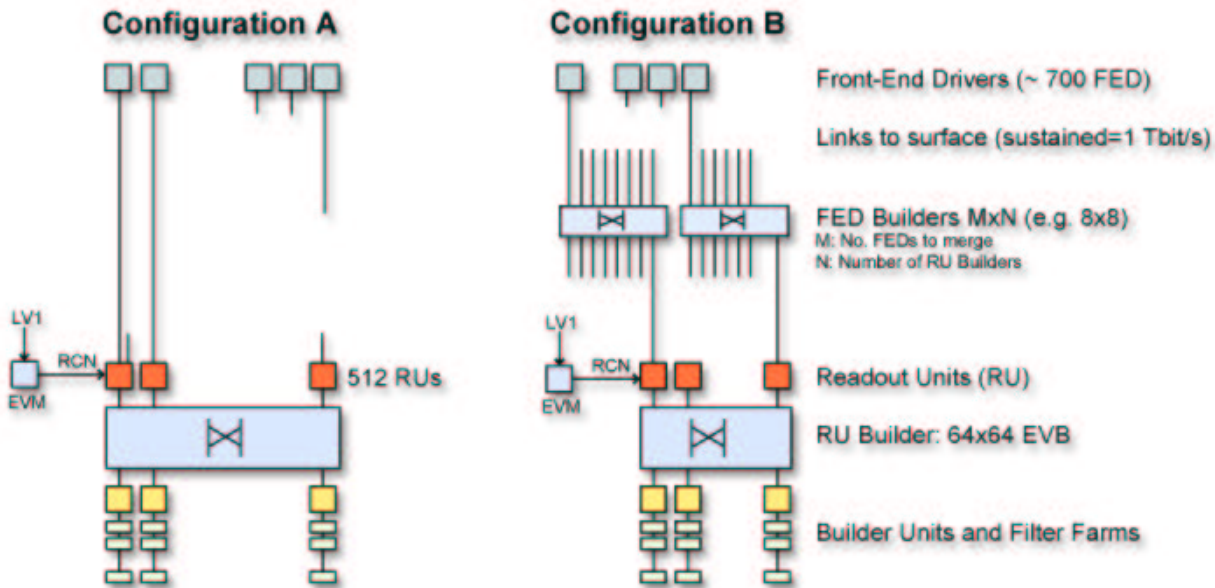 Configuration A
Configuration B
Front-End Drivers (~ 700 FED)
Links to surface (sustained=1 Tbit/s)
FED Builders MxN (e.g. 8x8)
M: No. FEDs to merge
N: Number of RU Builders
LV1
RCN
EVM
512 RUs
LV1
RCN
EVM
Readout Units (RU)
RU Builder: 64x64 EVB
Builder Units and Filter Farms